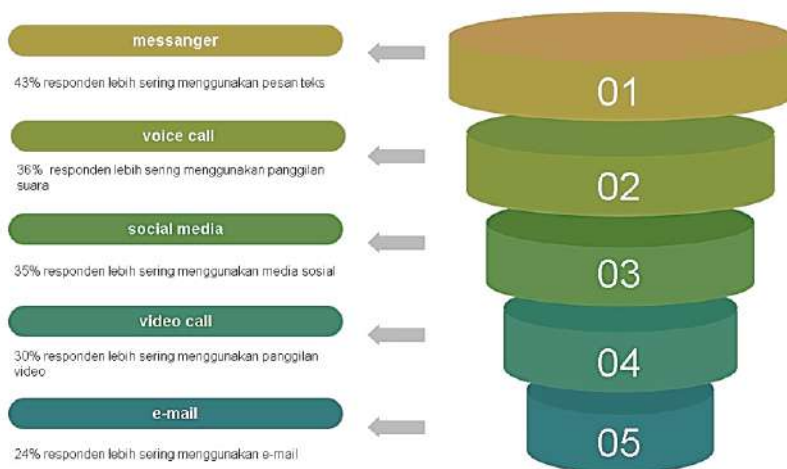 messanger
43% responden lebih sering menggunakan pesan teks
01
voice call
36% responden lebih sering menggunakan panggilan
suara
02
social media
35% responden lebih sering menggunakan media sosial
03
video call
30% responden lebih sering menggunakan panggilan
video
04
e-mail
24% responden lebih sering menggunakan e-mail
05